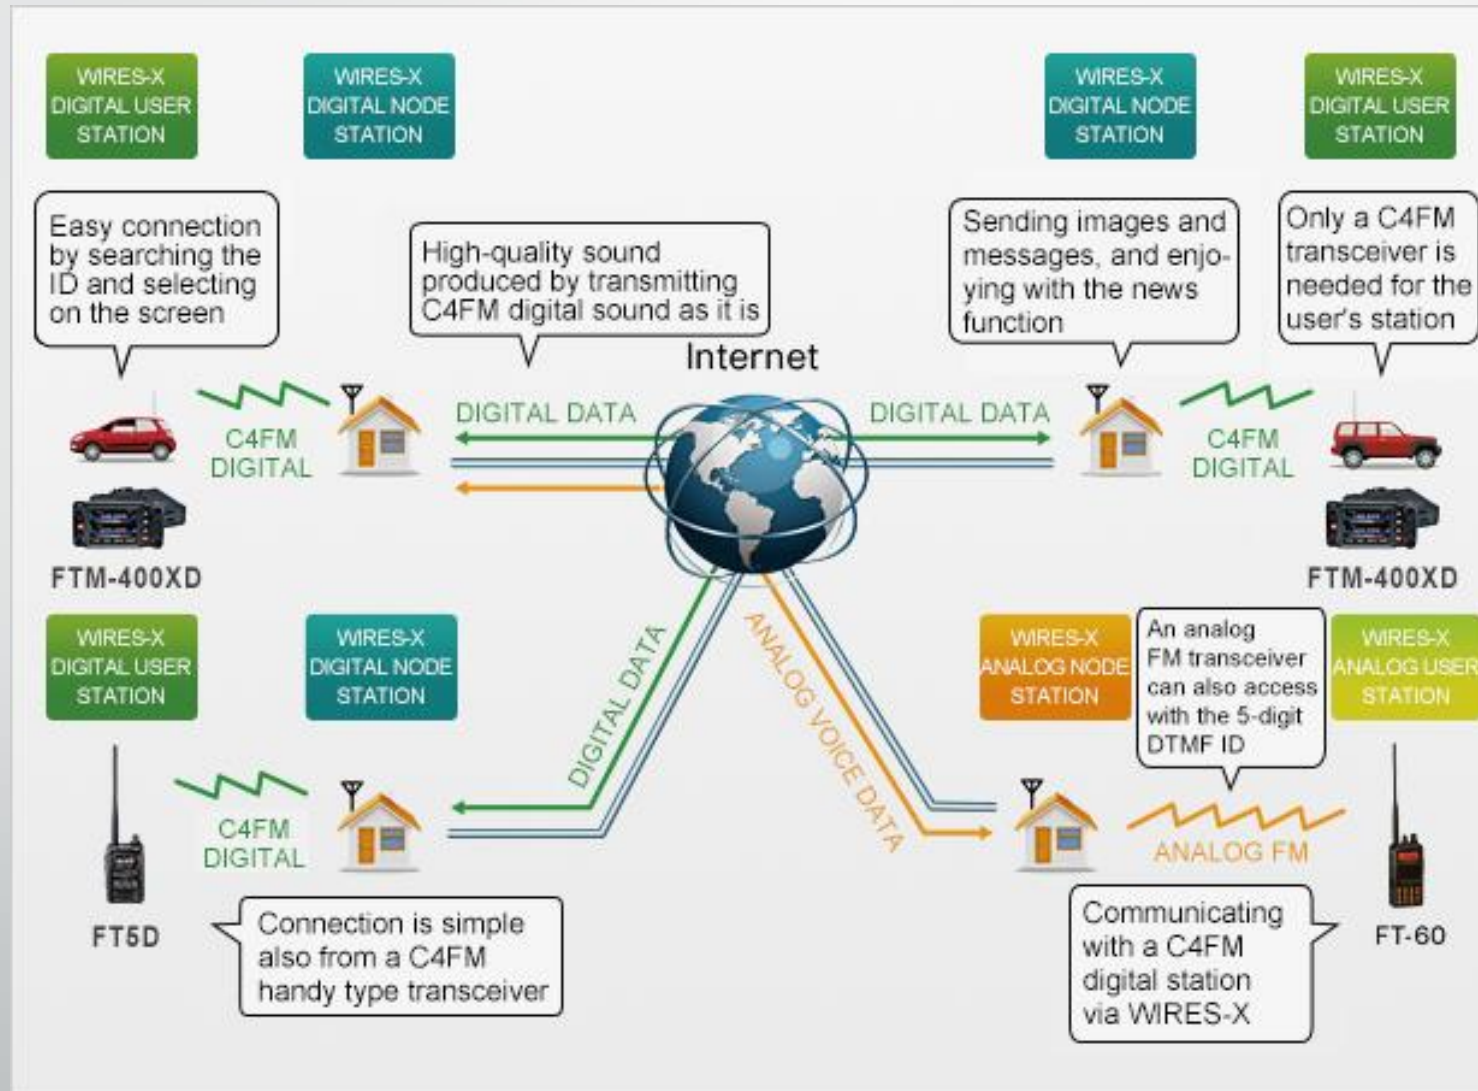 WIRES-X
DIGITAL USER
STATION
WIRES-X
DIGITAL NODE
STATION
WIRES-X
DIGITAL NODE
STATION
WIRES-X
DIGITAL USER
STATION
Easy connection
by searching the
ID and selecting
on the screen
High-quality sound
produced by transmitting
C4FM digital sound as it is
Sending images and
messages, and enjo-
ying with the news
function
Only a C4FM
transceiver is
needed for the
user's station
Internet
C4FM
DIGITAL
DIGITAL DATA
DIGITAL DATA
C4FM
DIGITAL
FTM-400XD
FTM-400XD
WIRES-X
DIGITAL USER
STATION
WIRES-X
DIGITAL NODE
STATION
DIGITAL DATA
ANALOG VOICE DATA
WIRES-X
ANALOG NODE
STATION
An analog
FM transceiver
can also access
with the 5-digit
DTMF ID
WIRES-X
ANALOG USER
STATION
C4FM
DIGITAL
ANALOG FM
FT5D
Connection is simple
also from a C4FM
handy type transceiver
Communicating
with a C4FM
digital station
via WIRES-X
FT-60